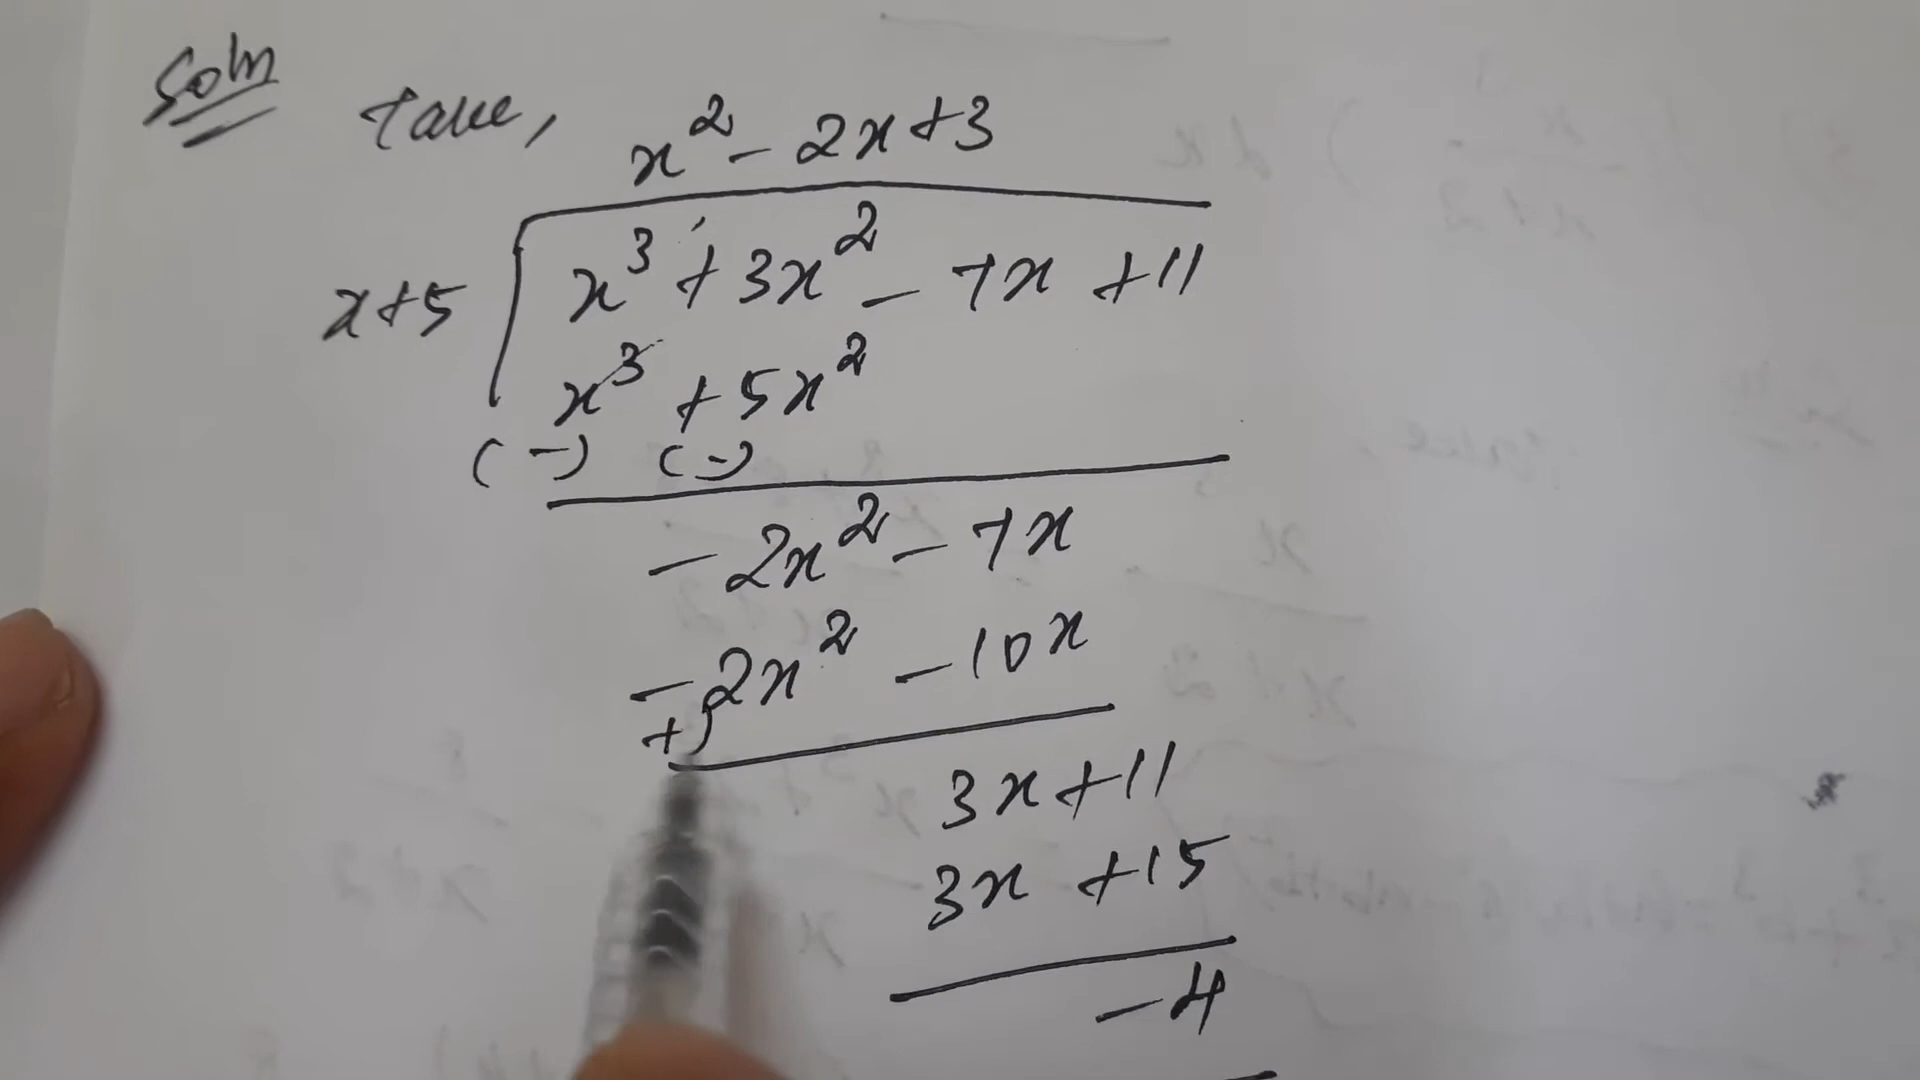 Soln
take,
x² - 2x + 3
x + 5 x³ + 3x² - 7x + 11
x³ + 5x²
(-) (-)
- 2x² - 7x
- 2x² - 10x
+)
3x + 11
3x + 15
- 4